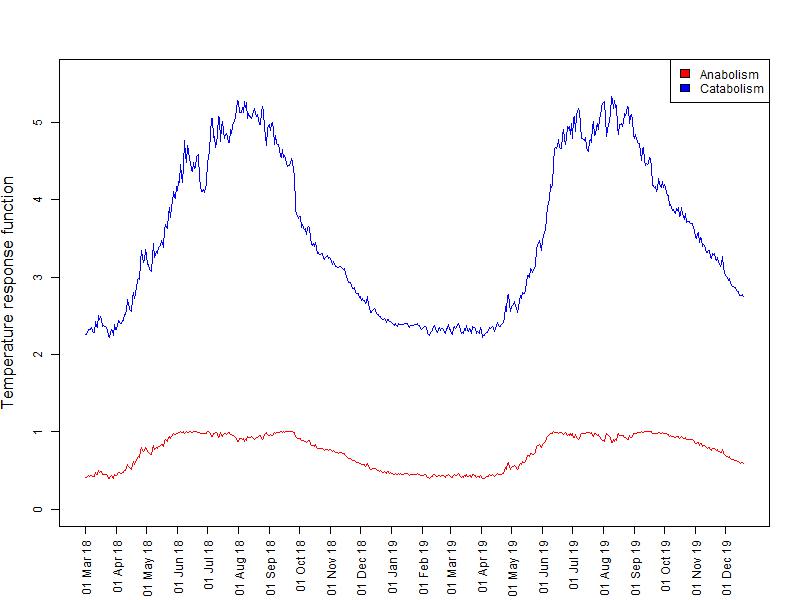 Anabolism
Catabolism
Temperature response function
5
4
3
2
1
0
01 Mar 18
01 Apr 18
01 May 18
01 Jun 18
01 Jul 18
01 Aug 18
01 Sep 18
01 Oct 18
01 Nov 18
01 Dec 18
01 Jan 19
01 Feb 19
01 Mar 19
01 Apr 19
01 May 19
01 Jun 19
01 Jul 19
01 Aug 19
01 Sep 19
01 Oct 19
01 Nov 19
01 Dec 19